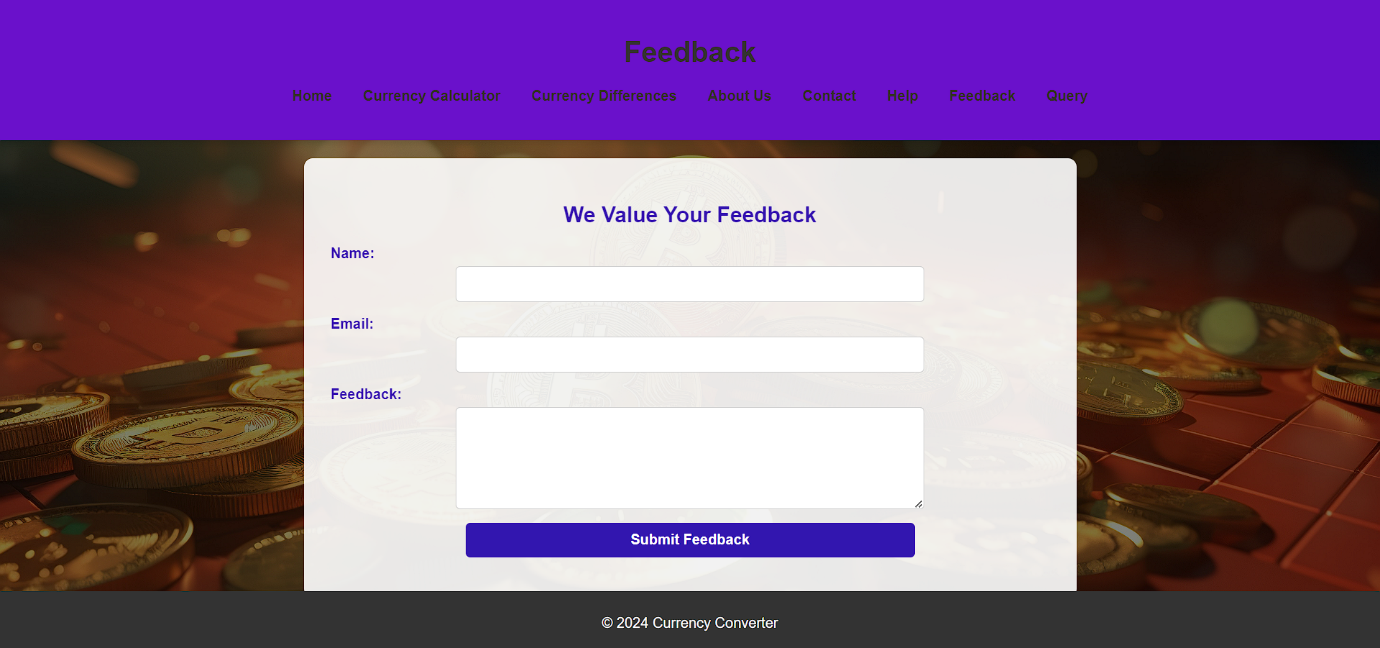 Feedback
Home Currency Calculator Currency Differences About Us Contact Help Feedback Query
We Value Your Feedback
Name:
Email:
Feedback:
Submit Feedback
© 2024 Currency Converter